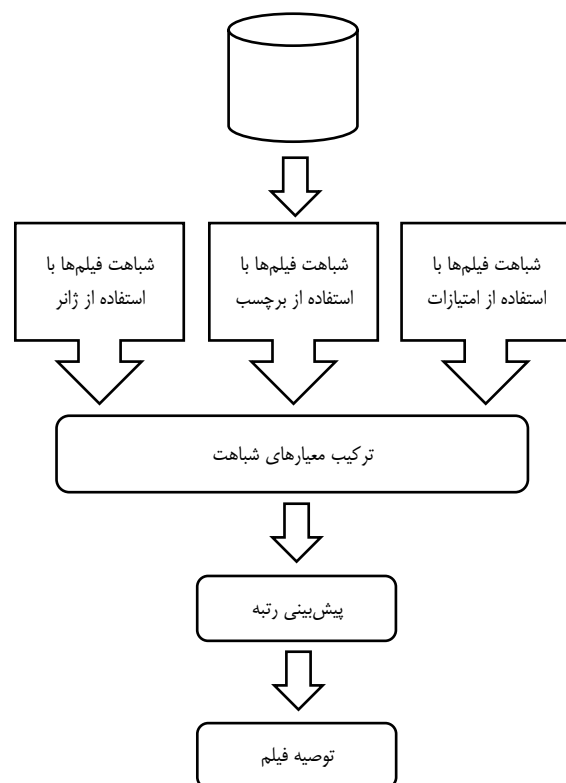 شباهت فیلم‌ها با
استفاده از امتیازات
شباهت فیلم‌ها با
استفاده از برچسب
شباهت فیلم‌ها با
استفاده از ژانر
ترکیب معیارهای شباهت
پیش‌بینی رتبه
توصیه فیلم